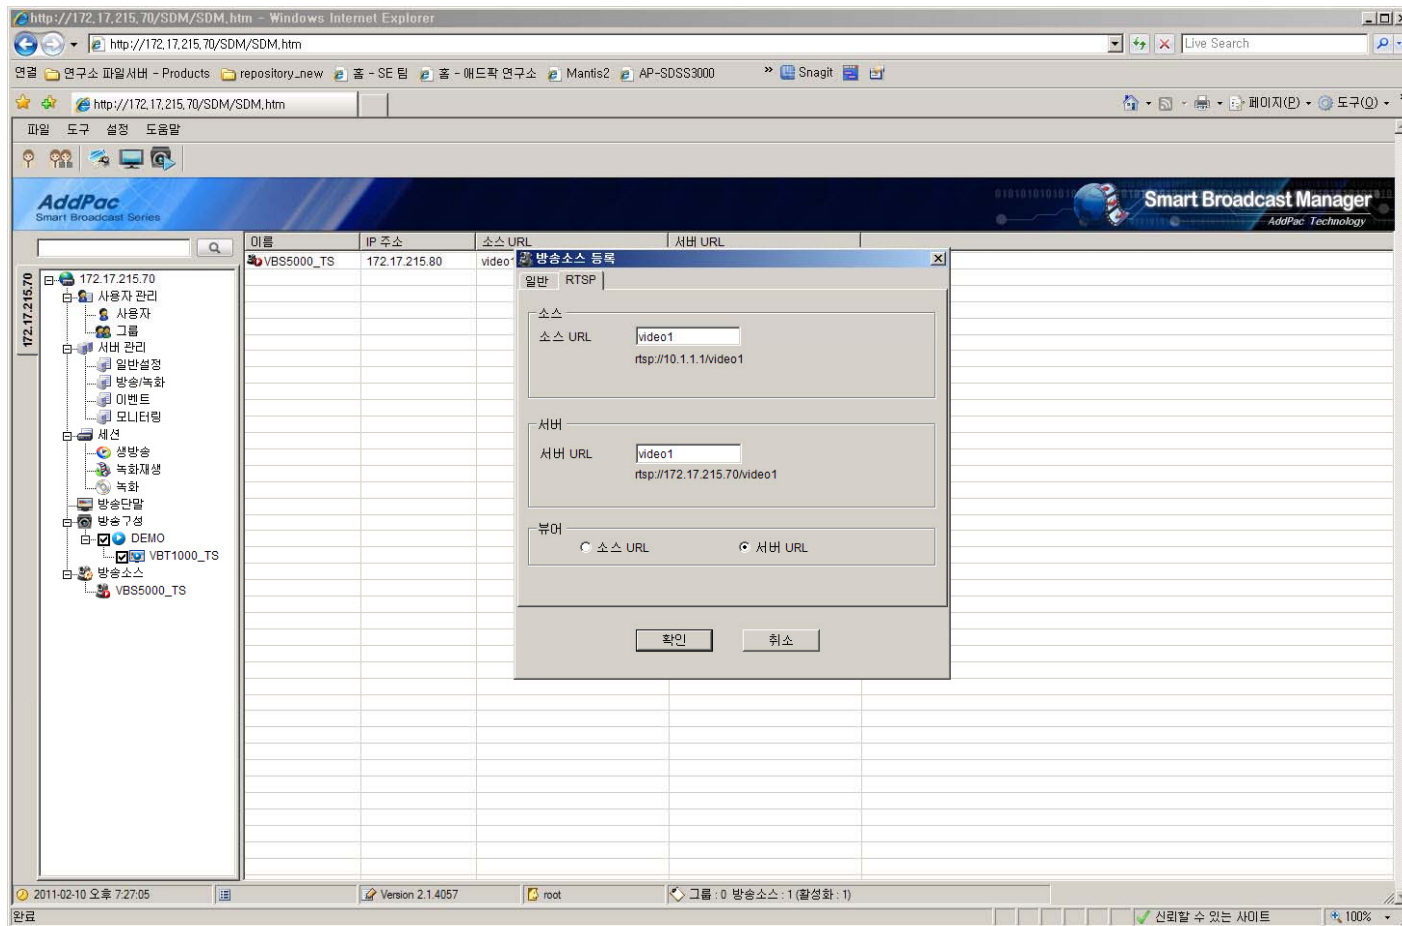 http://172.17.215.70/SDM/SDM.htm - Windows Internet Explorer
http://172.17.215.70/SDM/SDM.htm
Live Search
연결 연구소 파일서버 - Products repository_new 홈 - SE 팀 홈 - 애드팍 연구소 Mantis2 AP-SDSS3000 » Snagit
http://172.17.215.70/SDM/SDM.htm
페이지(P) 도구(O)
파일 도구 설정 도움말
AddPac
Smart Broadcast Series
Smart Broadcast Manager
AddPac Technology
이름 IP 주소 소스 URL 서버 URL
VBS5000_TS 172.17.215.80 video1
172.17.215.70
172.17.215.70
사용자 관리
사용자
그룹
서버 관리
일반설정
방송/녹화
이벤트
모니터링
세션
생방송
녹화재생
녹화
방송단말
방송구성
DEMO
VBT1000_TS
방송소스
VBS5000_TS
방송소스 등록
일반 RTSP
소스
소스 URL video1
rtsp://10.1.1.1/video1
서버
서버 URL video1
rtsp://172.17.215.70/video1
뷰어
소스 URL 서버 URL
확인 취소
2011-02-10 오후 7:27:05 Version 2.1.4057 root 그룹 : 0 방송소스 : 1 (활성화 : 1)
완료 신뢰할 수 있는 사이트 100%